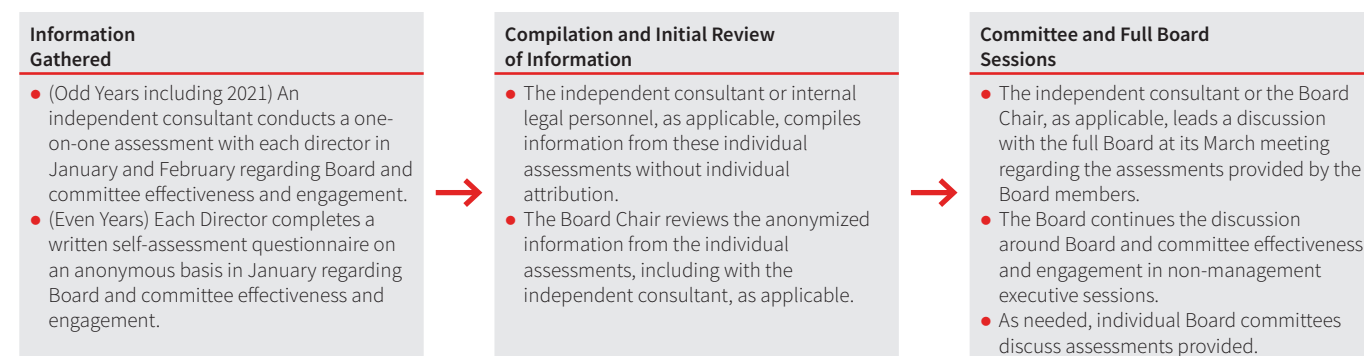 Information
Gathered
● (Odd Years including 2021) An
independent consultant conducts a one-
on-one assessment with each director in
January and February regarding Board and
committee effectiveness and engagement.
● (Even Years) Each Director completes a
written self-assessment questionnaire on
an anonymous basis in January regarding
Board and committee effectiveness and
engagement.
Compilation and Initial Review
of Information
● The independent consultant or internal
legal personnel, as applicable, compiles
information from these individual
assessments without individual
attribution.
● The Board Chair reviews the anonymized
information from the individual
assessments, including with the
independent consultant, as applicable.
Committee and Full Board
Sessions
● The independent consultant or the Board
Chair, as applicable, leads a discussion
with the full Board at its March meeting
regarding the assessments provided by the
Board members.
● The Board continues the discussion
around Board and committee effectiveness
and engagement in non-management
executive sessions.
● As needed, individual Board committees
discuss assessments provided.